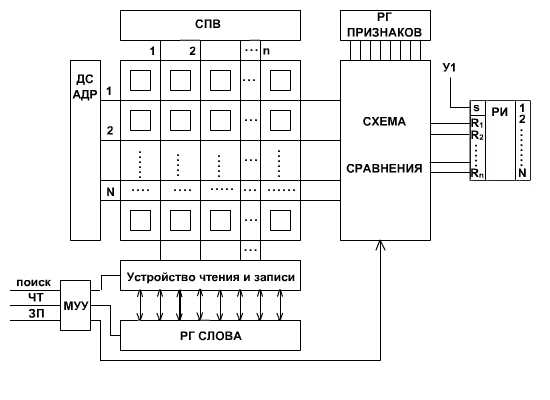 СПВ
РГ
ПРИЗНАКОВ
1 2 ... n
ДС
АДР
1
2
N
У1
СХЕМА
СРАВНЕНИЯ
S РИ 1
R1 2
R2
Rn N
Устройство чтения и записи
поиск
ЧТ
ЗП
МУУ
РГ СЛОВА